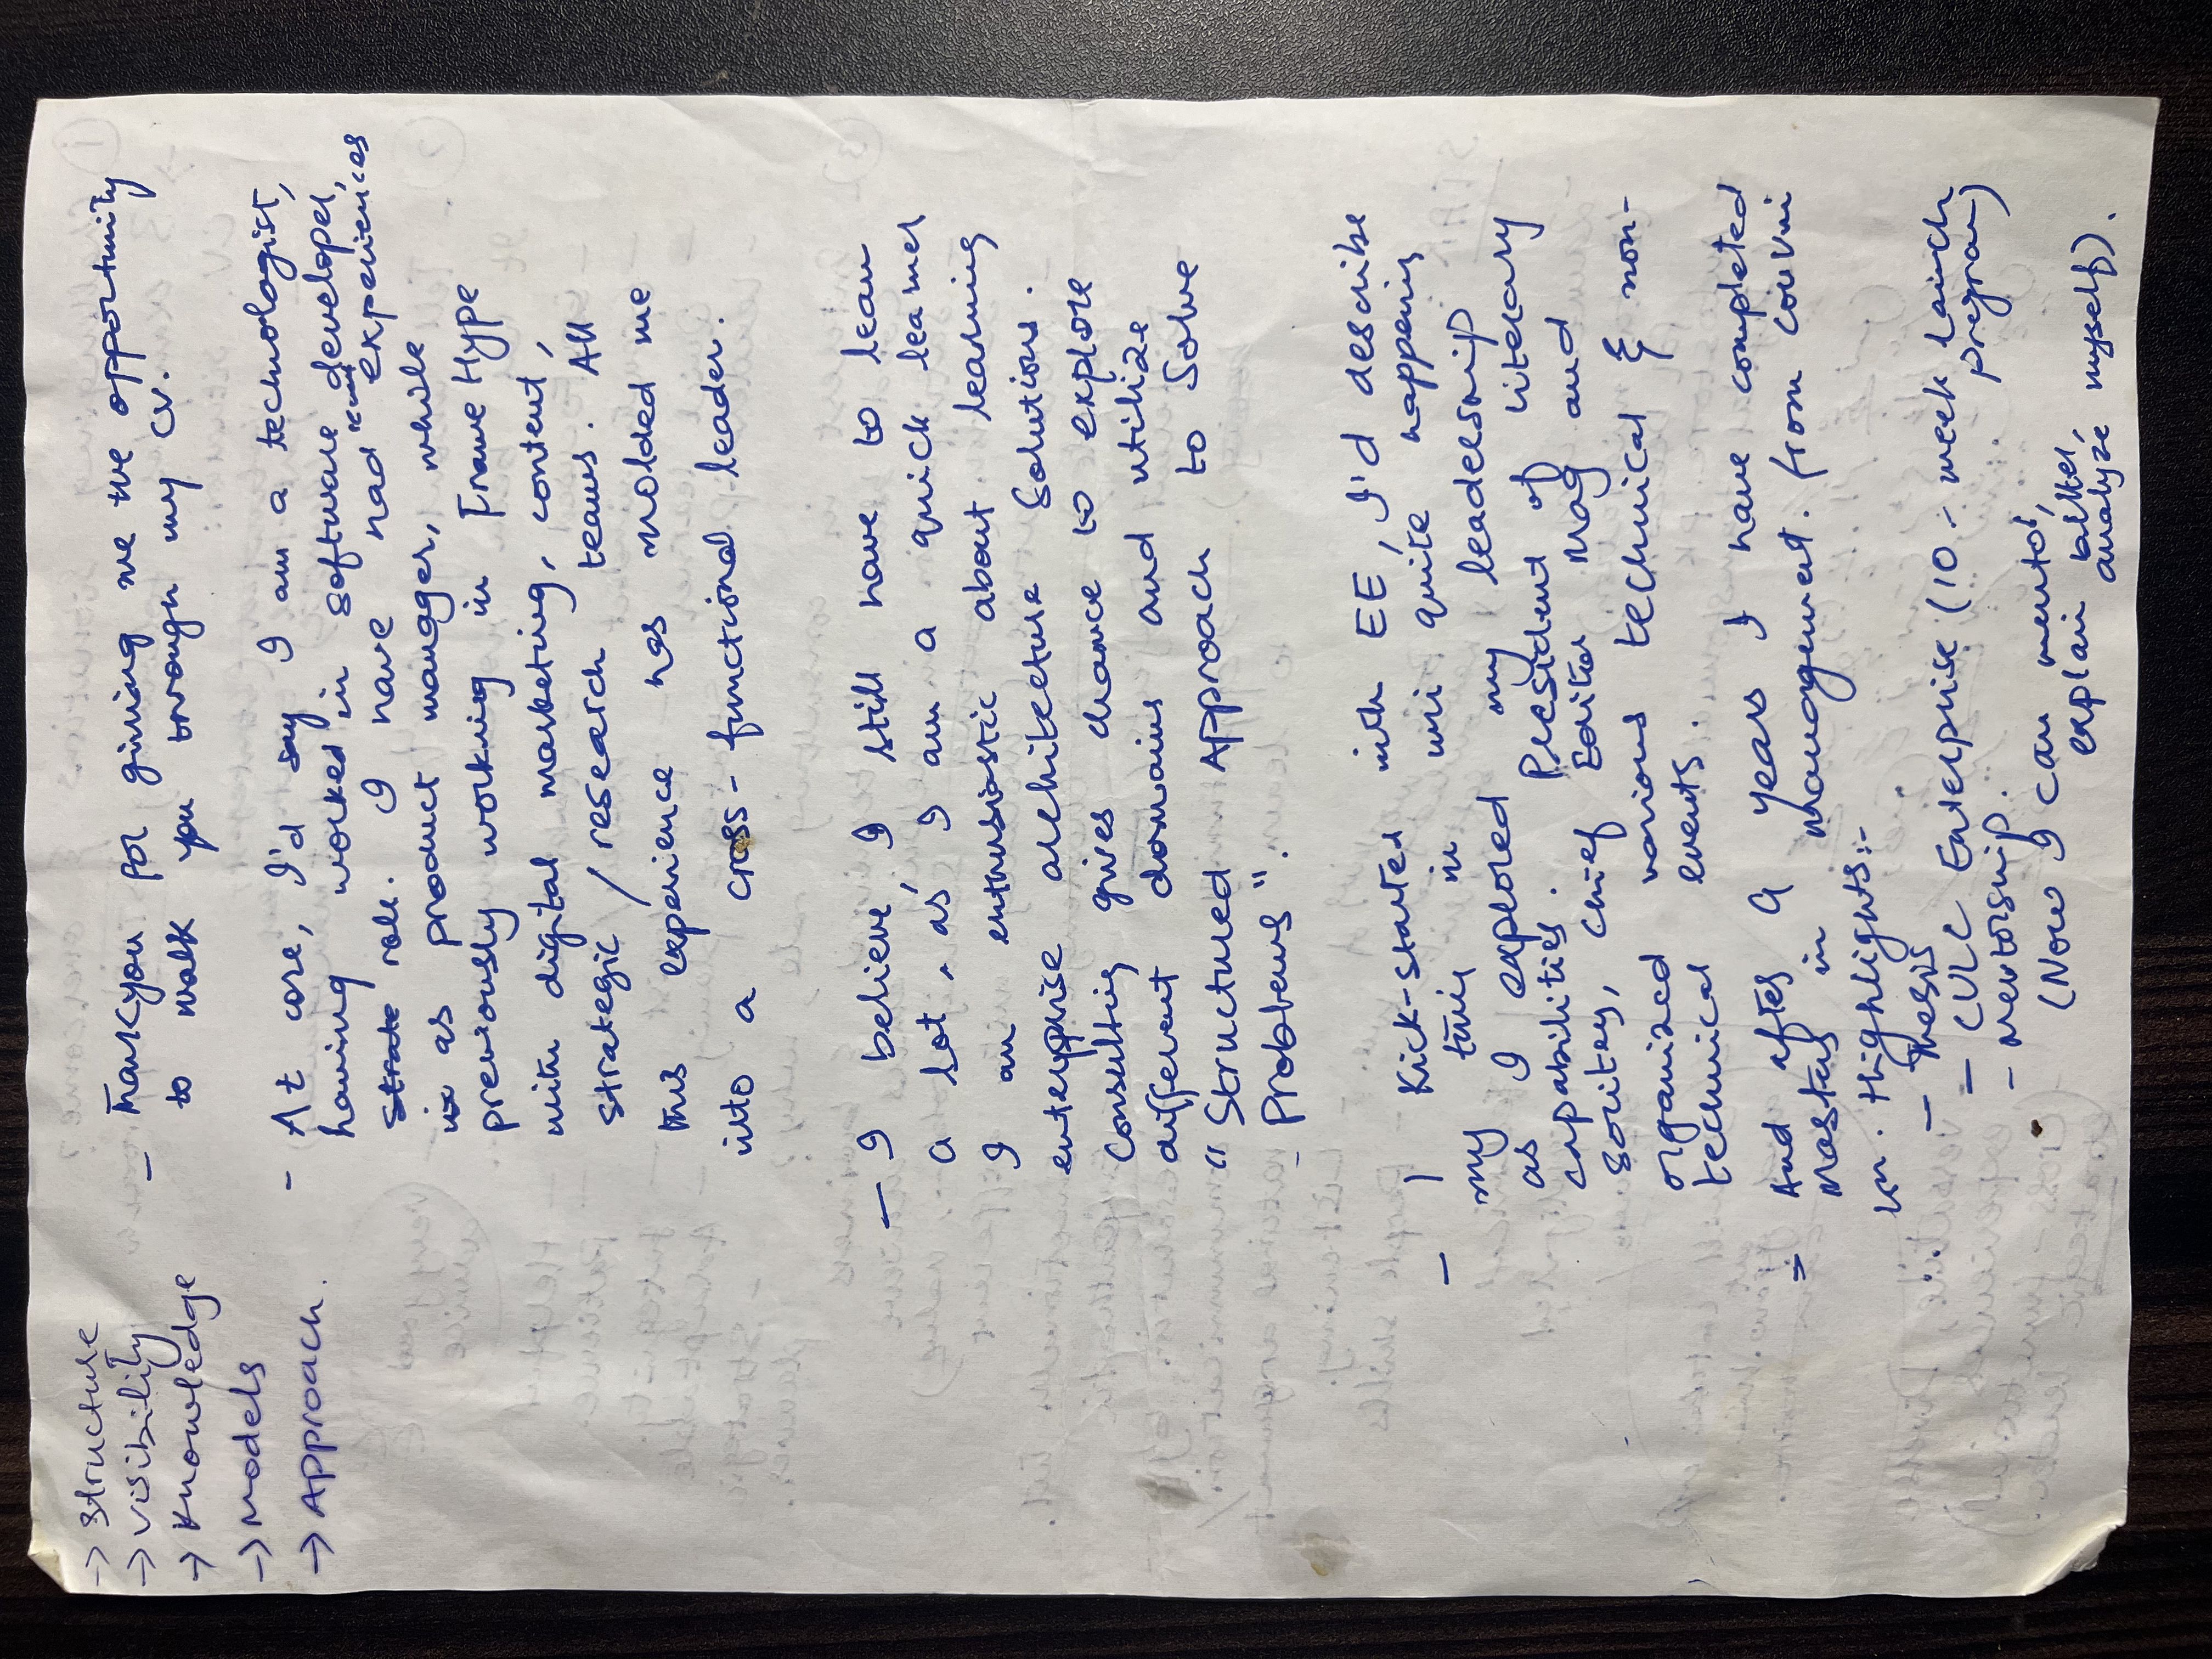 → Structure
→ Visibility
→ Knowledge
→ Models
→ Approach.
- Thankyou for giving me the opportunity
to walk you through my CV.
- At core, I'd say I am a technologist,
having worked in software developer,
role. I have had "cum" experiences
as product manager, while
previously working in Frame Hype
with digital marketing, content,
strategic / research teams. All
this experience has molded me
into a cross-functional leader.
- I believe, I still have to learn
a lot, as, I am a quick learner
I an enthusiastic about learning
enterprise architecture solutions.
Consulting gives chance to explore
different domains and utilize
"Structured Approach to Solve
- Problems".
- I Kick-started with EE, I'd describe
my time in uni quite happening
as I explored my leadership
capabilities. President of literary
soceity, chief Editor Mag and
organized various technical & non-
technical events.
= And after a years I have completed
Masters in management. from
un. Highlights:-
- Thesis
= CULC Enterprise (10-week Lainch
program)
- Mentorship.
(Now I can mento',
explain better,
analyze myself).